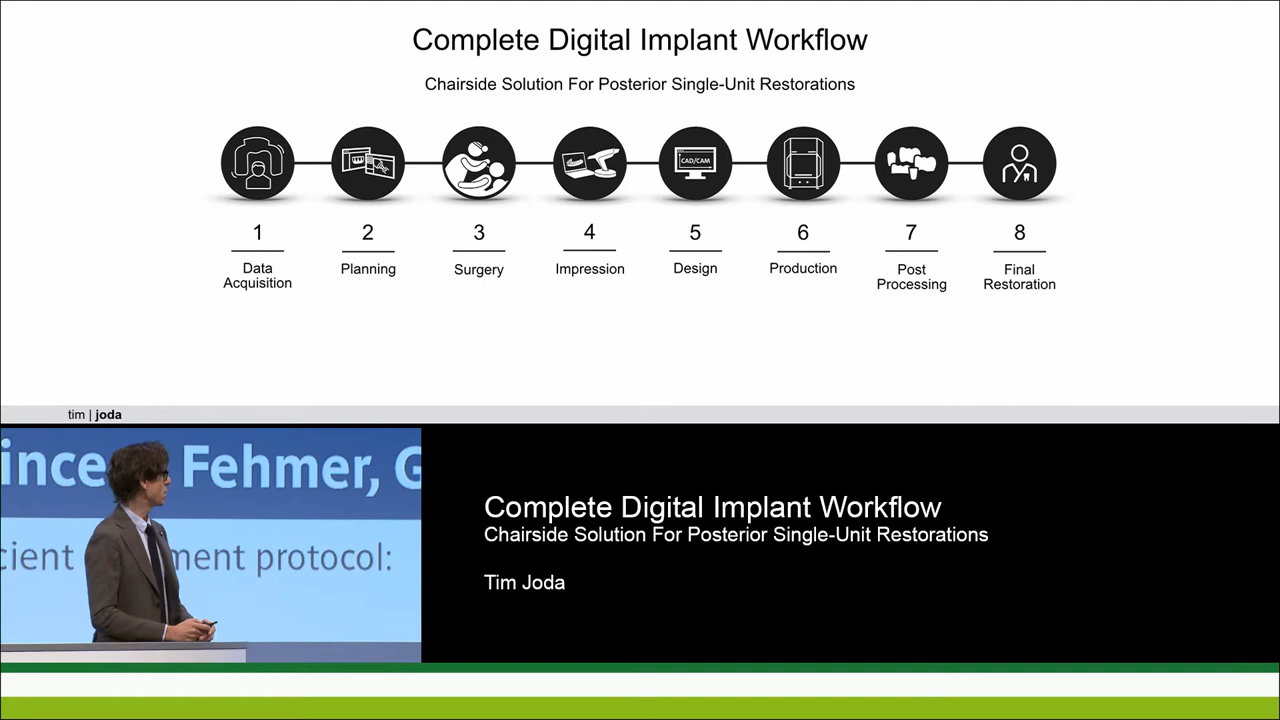 Complete Digital Implant Workflow
Chairside Solution For Posterior Single-Unit Restorations
CAD/CAM
1 2 3 4 5 6 7 8
Data Acquisition
Planning
Surgery
Impression
Design
Production
Post Processing
Final Restoration
tim | joda
ince Fehmer, G
cient ment protocol:
Complete Digital Implant Workflow
Chairside Solution For Posterior Single-Unit Restorations
Tim Joda